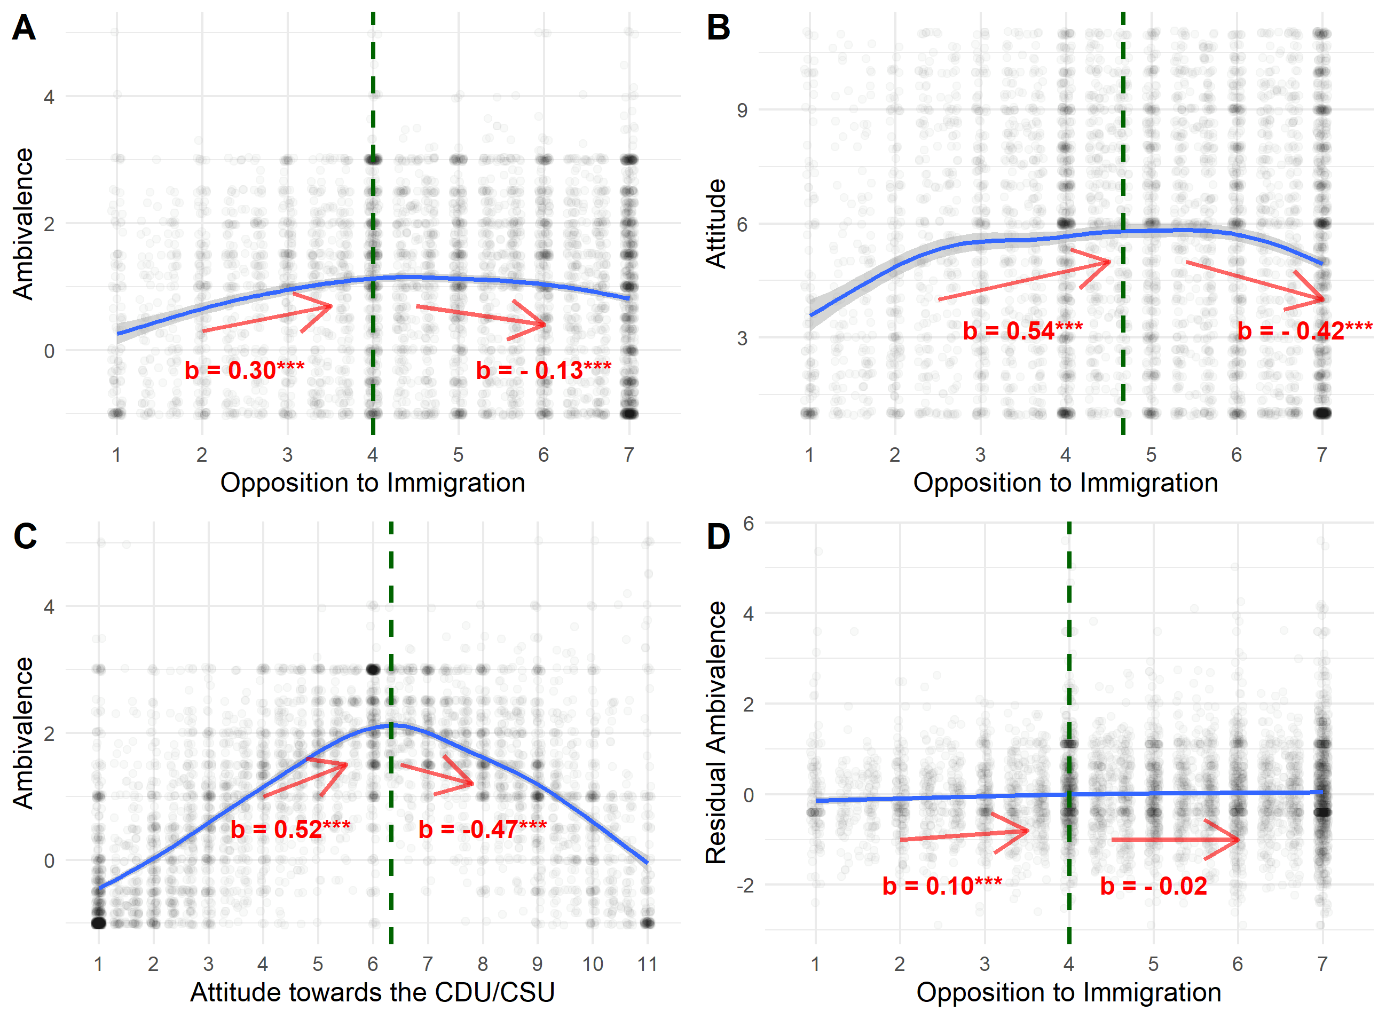 A
Ambivalence
4
2
0
b = 0.30***
b = - 0.13***
1 2 3 4 5 6 7
Opposition to Immigration
B
Attitude
9
6
3
b = 0.54***
b = - 0.42***
1 2 3 4 5 6 7
Opposition to Immigration
C
Ambivalence
4
2
0
b = 0.52***
b = -0.47***
1 2 3 4 5 6 7 8 9 10 11
Attitude towards the CDU/CSU
D
Residual Ambivalence
6
4
2
0
-2
b = 0.10***
b = - 0.02
1 2 3 4 5 6 7
Opposition to Immigration